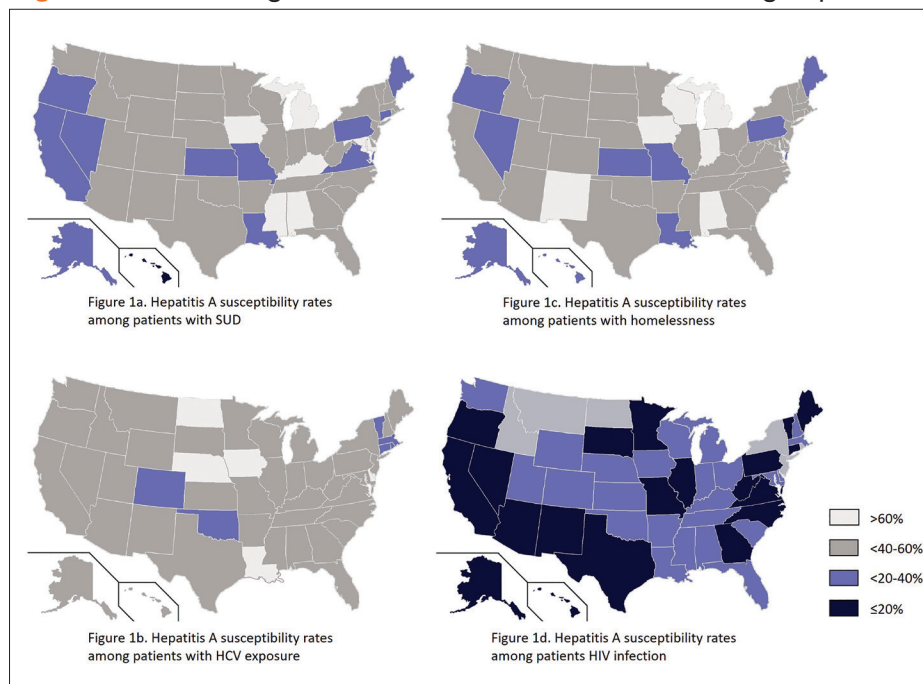 Figure 1a. Hepatitis A susceptibility rates
among patients with SUD
Figure 1c. Hepatitis A susceptibility rates
among patients with homelessness
Figure 1b. Hepatitis A susceptibility rates
among patients with HCV exposure
Figure 1d. Hepatitis A susceptibility rates
among patients HIV infection
>60%
<40-60%
<20-40%
≤20%